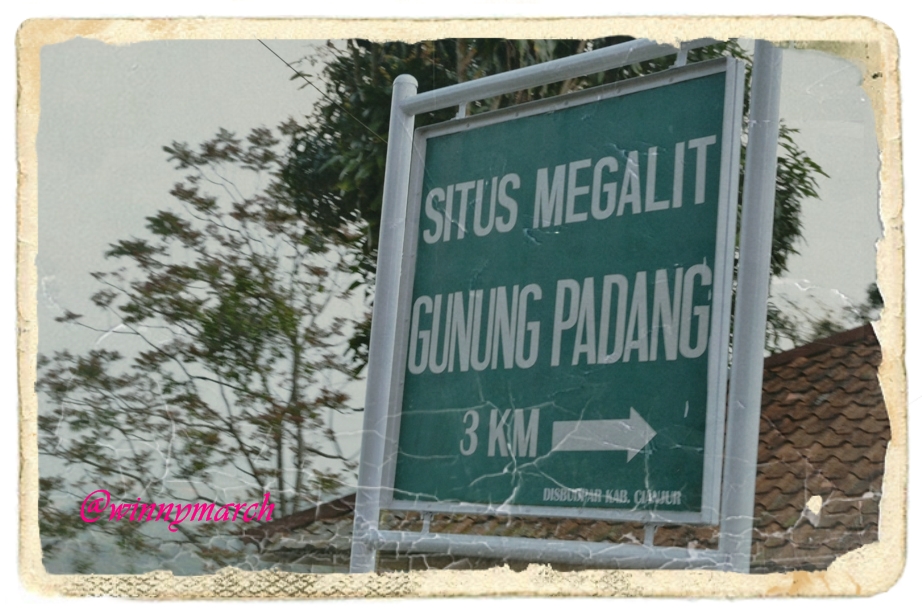 SITUS MEGALIT
GUNUNG PADANG
3 KM
DISBUDPAR KAB. CIANJUR
@winnymarch